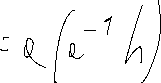 = a(a^{-1} h)